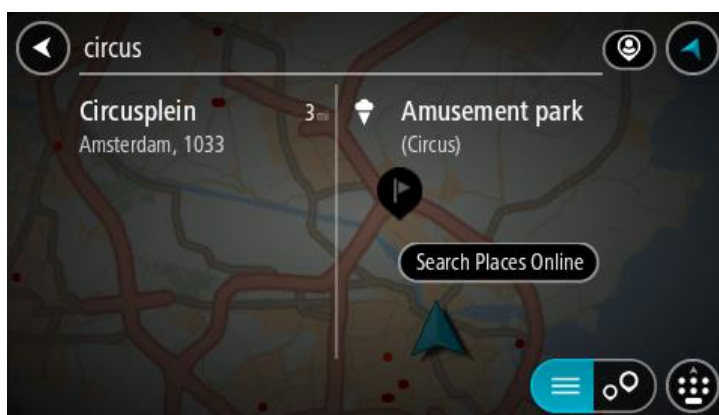 circus
Circusplein 3 mi
Amsterdam, 1033
Amusement park
(Circus)
Search Places Online